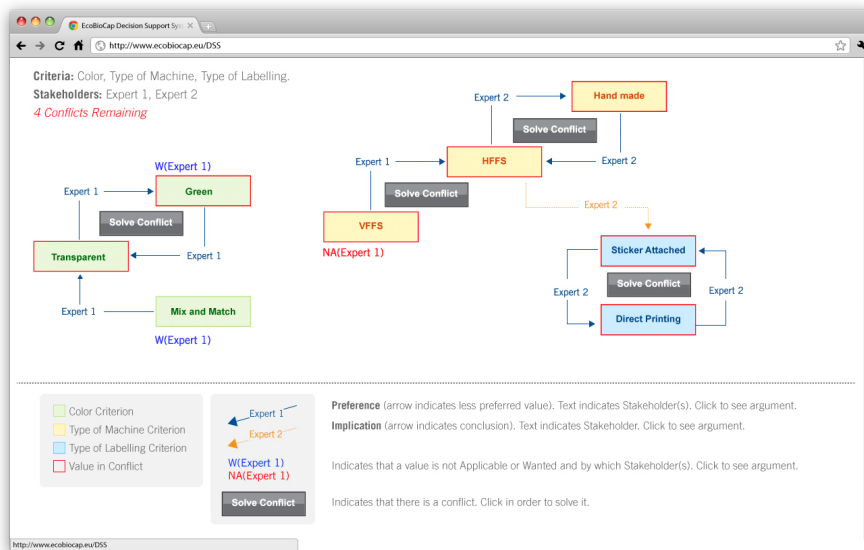 EcoBioCap Decision Support Sys
http://www.ecobiocap.eu/DSS
Criteria: Color, Type of Machine, Type of Labelling.
Stakeholders: Expert 1, Expert 2
4 Conflicts Remaining
Expert 2
Hand made
Solve Conflict
W(Expert 1)
Expert 1
HFFS
Expert 2
Expert 1
Green
Solve Conflict
Expert 2
Solve Conflict
VFFS
NA(Expert 1)
Transparent
Expert 1
Sticker Attached
Expert 2
Solve Conflict
Expert 2
Expert 1
Mix and Match
Direct Printing
W(Expert 1)
Color Criterion
Type of Machine Criterion
Type of Labelling Criterion
Value in Conflict
Expert 1
Expert 2
W(Expert 1)
NA(Expert 1)
Solve Conflict
Preference (arrow indicates less preferred value). Text indicates Stakeholder(s). Click to see argument.
Implication (arrow indicates conclusion). Text indicates Stakeholder. Click to see argument.
Indicates that a value is not Applicable or Wanted and by which Stakeholder(s). Click to see argument.
Indicates that there is a conflict. Click in order to solve it.
http://www.ecobiocap.eu/DSS